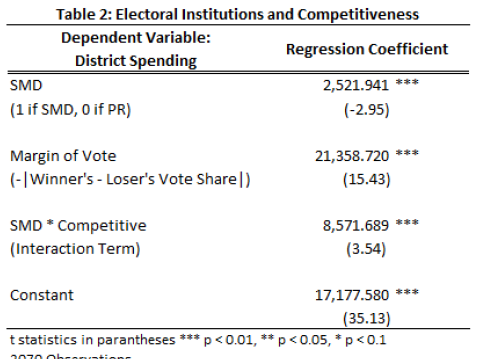 Table 2: Electoral Institutions and Competitiveness
Dependent Variable: District Spending Regression Coefficient
SMD 2,521.941 ***
(1 if SMD, 0 if PR) (-2.95)
Margin of Vote 21,358.720 ***
(-|Winner's - Loser's Vote Share|) (15.43)
SMD * Competitive 8,571.689 ***
(Interaction Term) (3.54)
Constant 17,177.580 ***
(35.13)
t statistics in parantheses *** p < 0.01, ** p < 0.05, * p < 0.1
2070 Observations